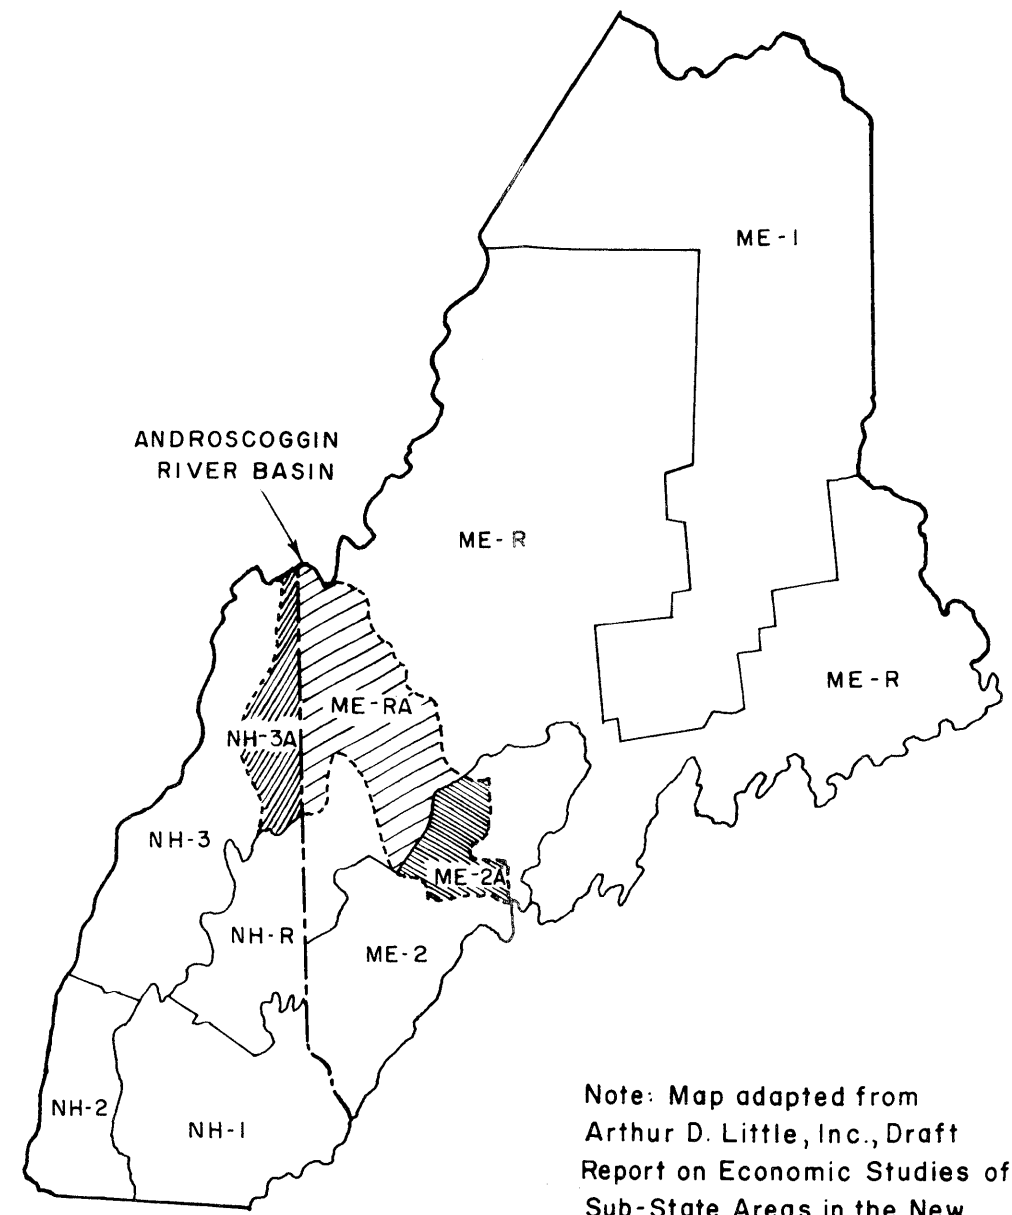 ME-1
ANDROSCOGGIN
RIVER BASIN
ME-R
ME-R
ME-RA
NH-3A
NH-3
ME-2A
NH-R
ME-2
NH-2
NH-1
Note: Map adapted from
Arthur D. Little, Inc., Draft
Report on Economic Studies of
Sub-State Areas in the New